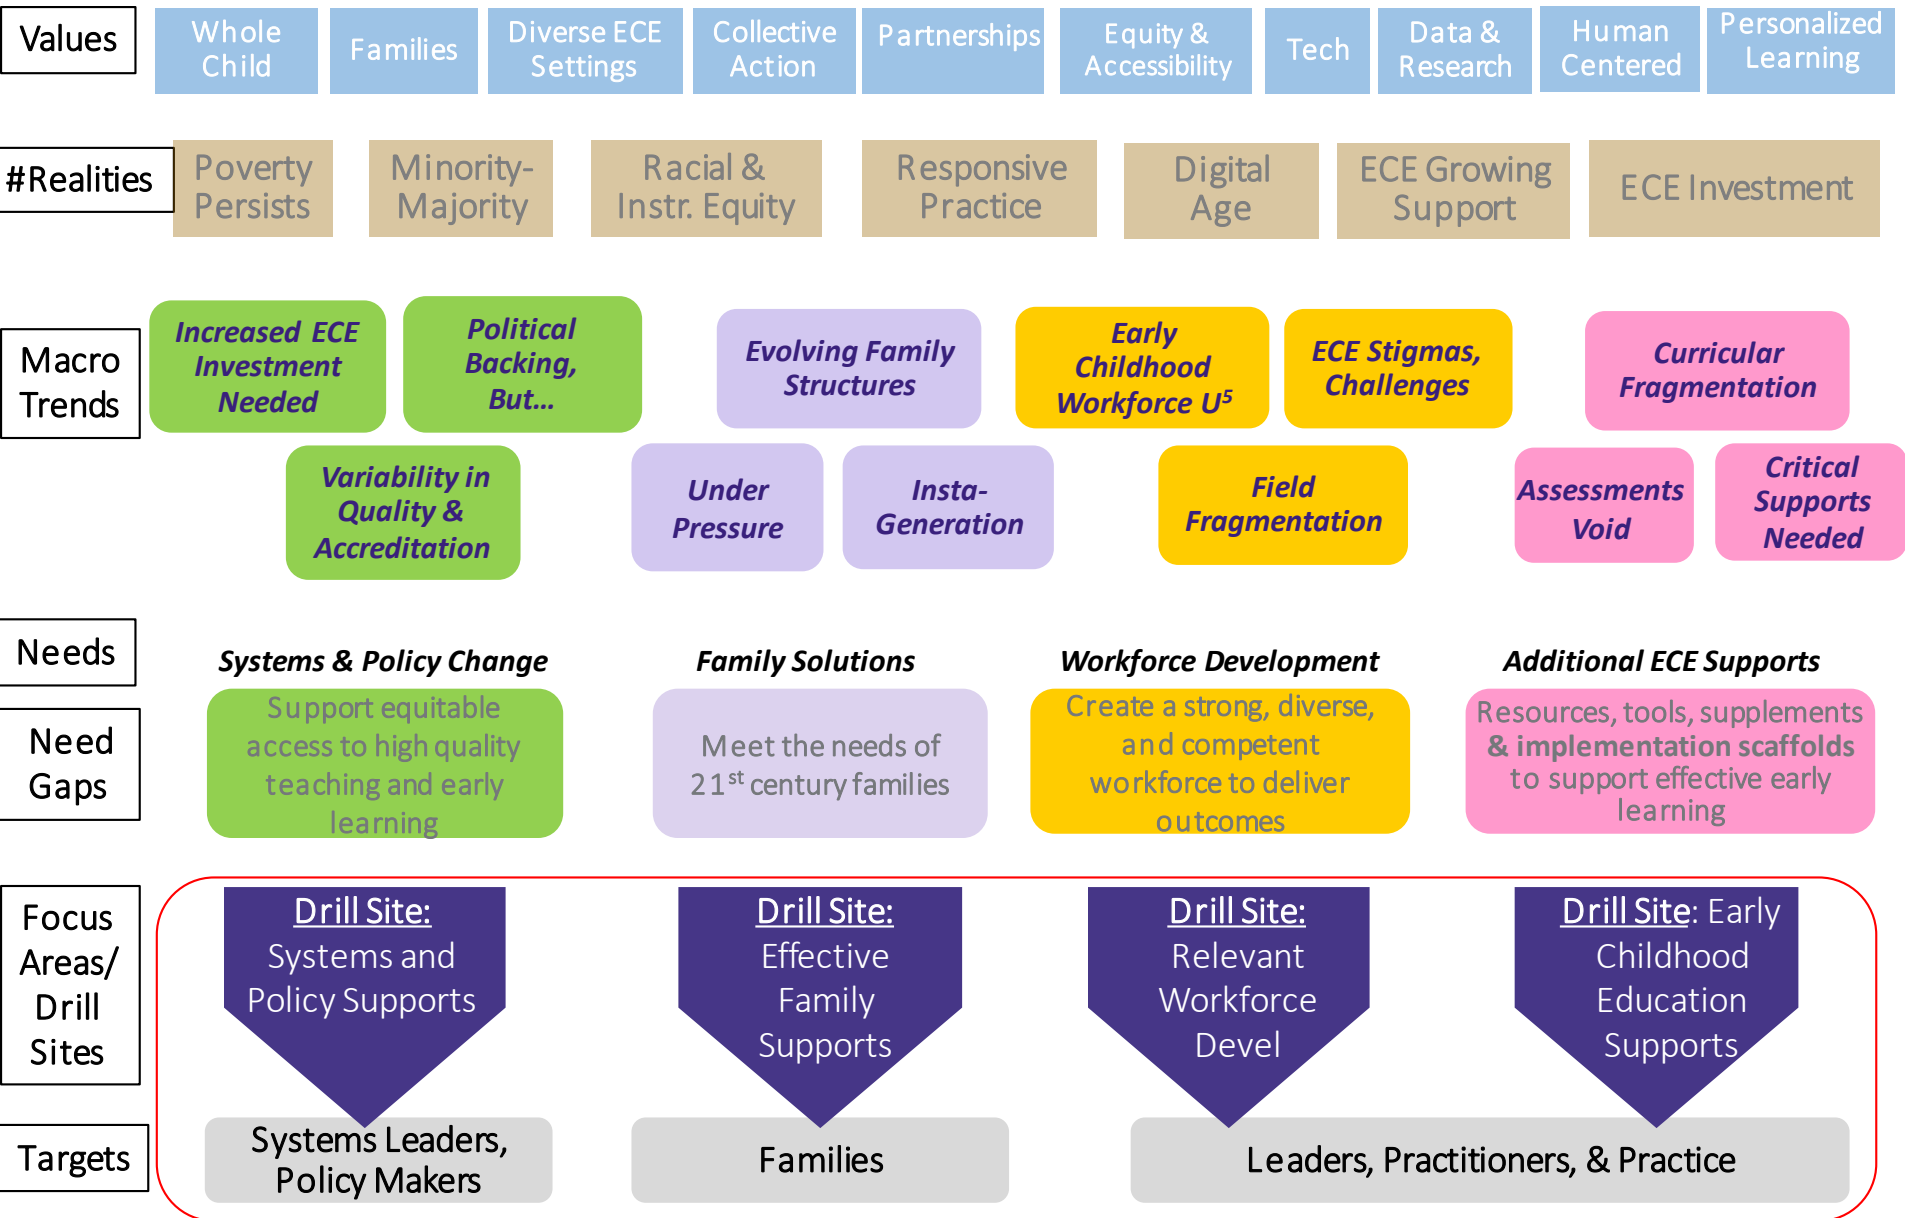 Values
Whole
Child
Families
Diverse ECE
Settings
Collective
Action
Partnerships
Equity &
Accessibility
Tech
Data &
Research
Human
Centered
Personalized
Learning
#Realities
Poverty
Persists
Minority-
Majority
Racial &
Instr. Equity
Responsive
Practice
Digital
Age
ECE Growing
Support
ECE Investment
Macro
Trends
Increased ECE
Investment
Needed
Political
Backing,
But...
Variability in
Quality &
Accreditation
Evolving Family
Structures
Under
Pressure
Insta-
Generation
Early
Childhood
Workforce U⁵
ECE Stigmas,
Challenges
Field
Fragmentation
Curricular
Fragmentation
Assessments
Void
Critical
Supports
Needed
Needs
Systems & Policy Change
Family Solutions
Workforce Development
Additional ECE Supports
Need
Gaps
Support equitable
access to high quality
teaching and early
learning
Meet the needs of
21st century families
Create a strong, diverse,
and competent
workforce to deliver
outcomes
Resources, tools, supplements
& implementation scaffolds
to support effective early
learning
Focus
Areas/
Drill
Sites
Drill Site:
Systems and
Policy Supports
Drill Site:
Effective
Family
Supports
Drill Site:
Relevant
Workforce
Devel
Drill Site: Early
Childhood
Education
Supports
Targets
Systems Leaders,
Policy Makers
Families
Leaders, Practitioners, & Practice